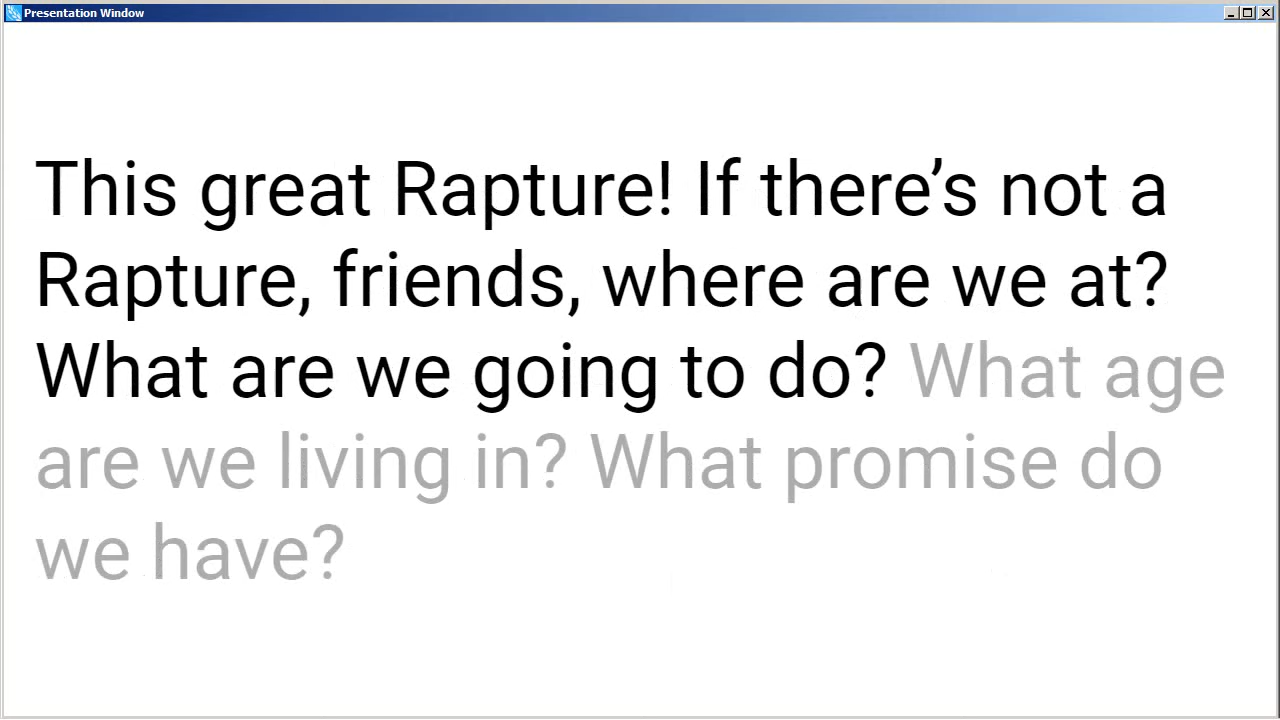 Presentation Window
This great Rapture! If there’s not a
Rapture, friends, where are we at?
What are we going to do? What age
are we living in? What promise do
we have?